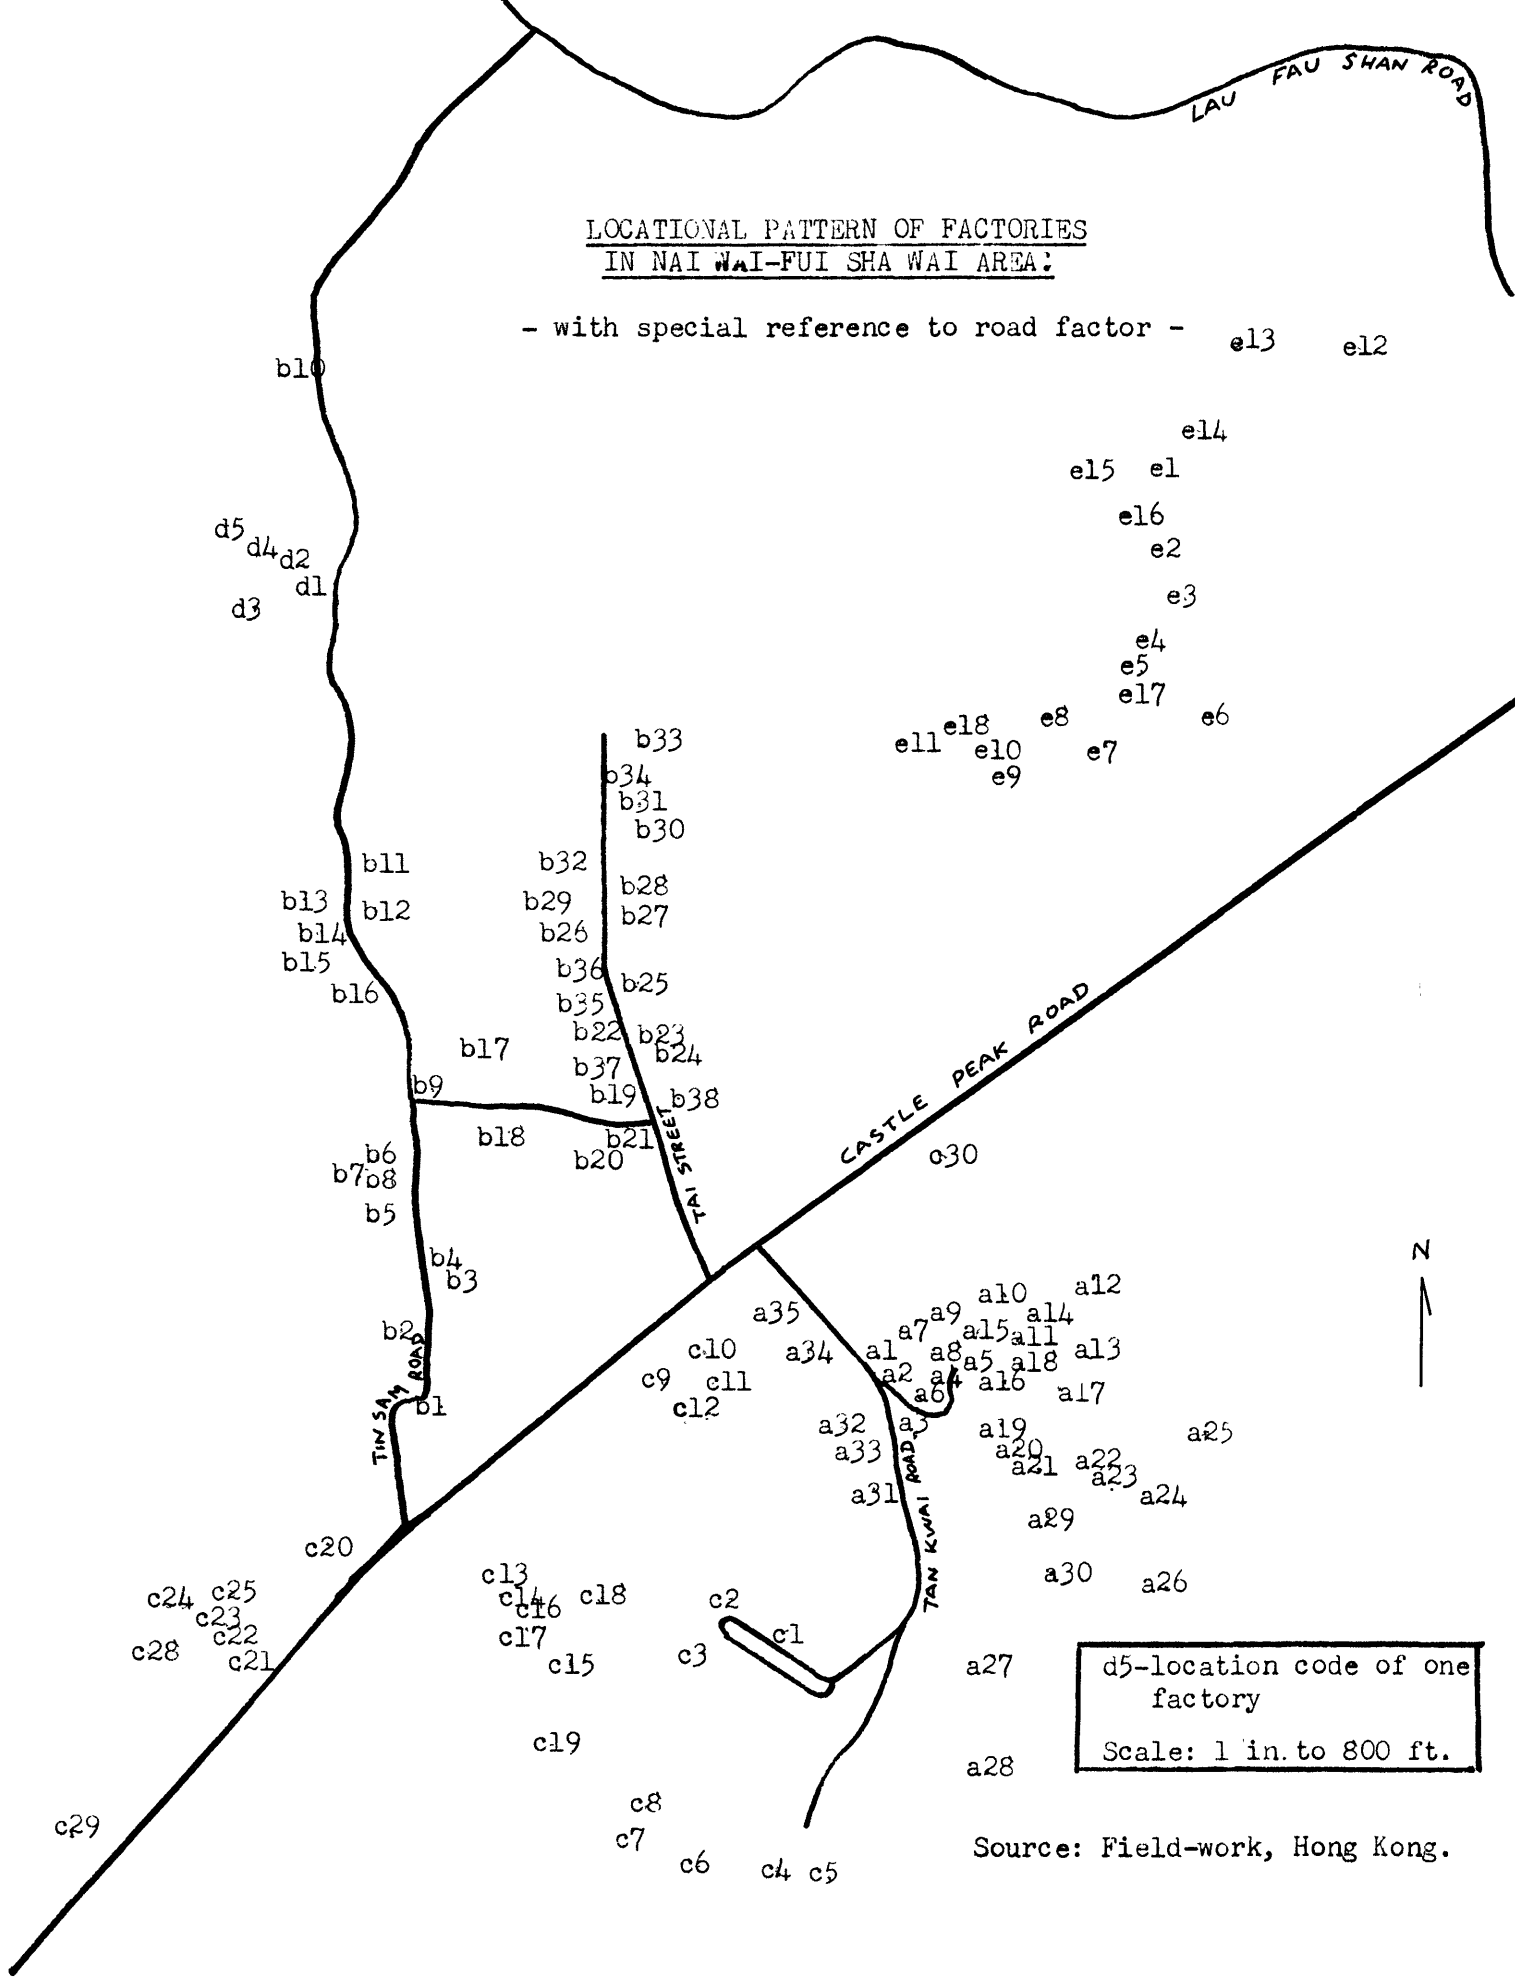 LAU FAU SHAN ROAD
LOCATIONAL PATTERN OF FACTORIES
IN NAI WAI-FUI SHA WAI AREA:
- with special reference to road factor -
e13 e12
b10
e14
e15 e1
e16
d5
d4 d2
e2
d1
e3
d3
e4
e5
e17
e18 e8 e6
b33
e11 e10 e7
b34 e9
b31
b30
b11 b32
b28
b13 b12 b29
b27
b14 b26
b15 b36
b25
b16 b35
CASTLE PEAK ROAD
b22 b23
b17 b24
b37
b9 b19 b38
TAI STREET
b18 b21
b6 b20 a30
b7 b8
b5
b4
b3
N
a12
a10
a35 a9 a14
b2 a7 a15 a11
c10 a34 a1 a8 a13
a5 a18
c9 c11 a2 a4 a16
a6 a17
TIN SAM ROAD
b1 c12
a32 a3 a19 a25
a33 a20
a21 a22
a23
a31 a24
TAN KWAI ROAD
a29
c20
c13 a30 a26
c24 c25 c14 c18 c2
c23 c16
c22 c17 c1
c28 c21 c15 c3 a27
d5-location code of one
factory
Scale: 1 in. to 800 ft.
c19
a28
c8
c29 c7
c6 c4 c5
Source: Field-work, Hong Kong.